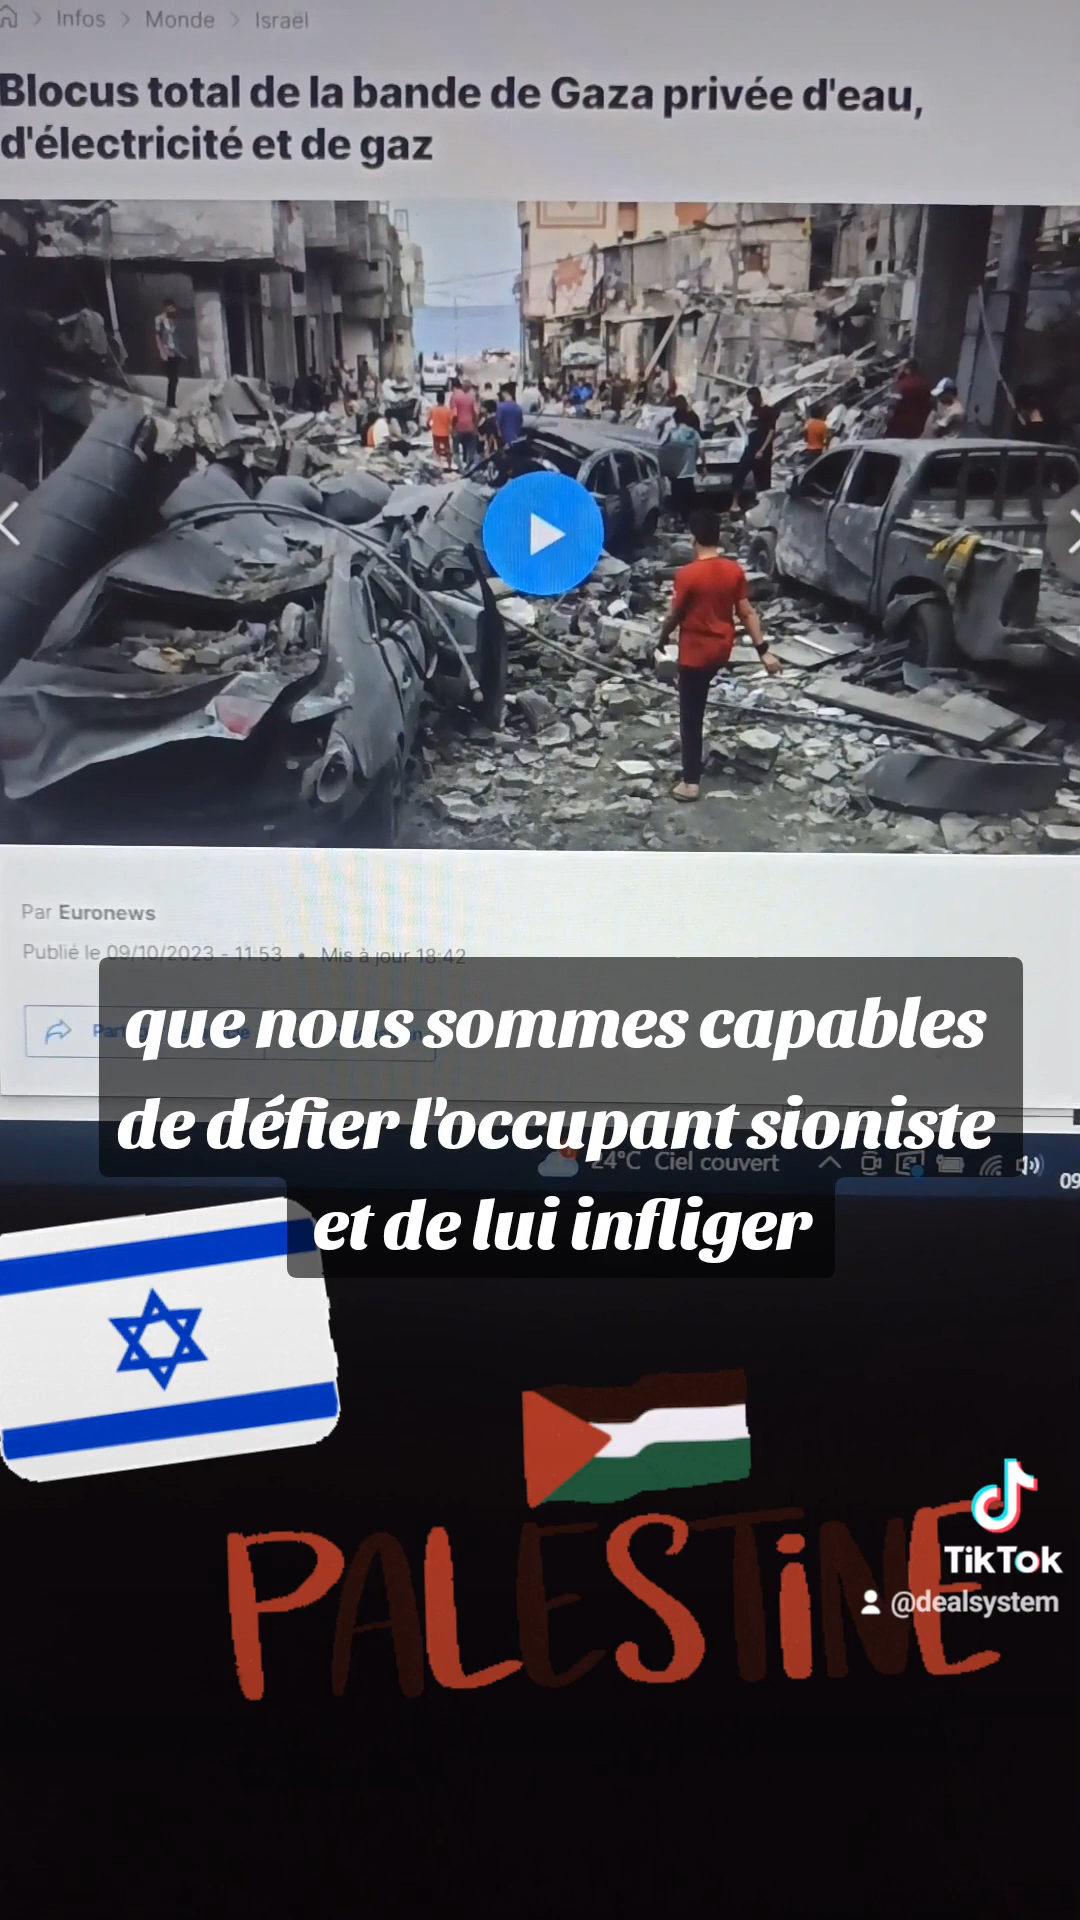 Infos > Monde > Israel
Blocus total de la bande de Gaza privée d'eau,
d'électricité et de gaz
Par Euronews
Publié le 09/10/2023 - 11:53 • Mis à jour 18:42
que nous sommes capables
de défier l'occupant sioniste
24°C Ciel couvert
09
et de lui infliger
PALESTINE
TikTok
@dealsystem